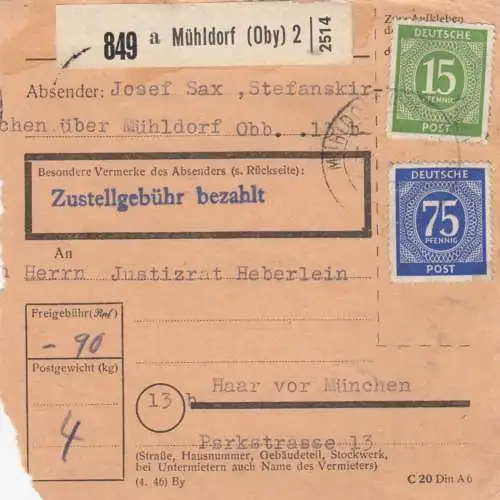 849 a Mühldorf (Oby) 2 2514
Zur Aufkleben
DEUTSCHE
15
PFENNIG
POST
Absender: Josef Sax ,Stefanskir-
chen über Mühldorf Obb.
Besondere Vermerke des Absenders (s. Rückseite):
Zustellgebühr bezahlt
DEUTSCHE
75
PFENNIG
POST
An
Herrn Justizrat Heberlein
Freigebühr (Rpf)
- 90
Postgewicht (kg)
4
Haar vor München
13 b
Parkstrasse 13
(Straße, Hausnummer, Gebäudeteil, Stockwerk,
bei Untermietern auch Name des Vermieters)
(4. 46) By
C 20 Din A 6